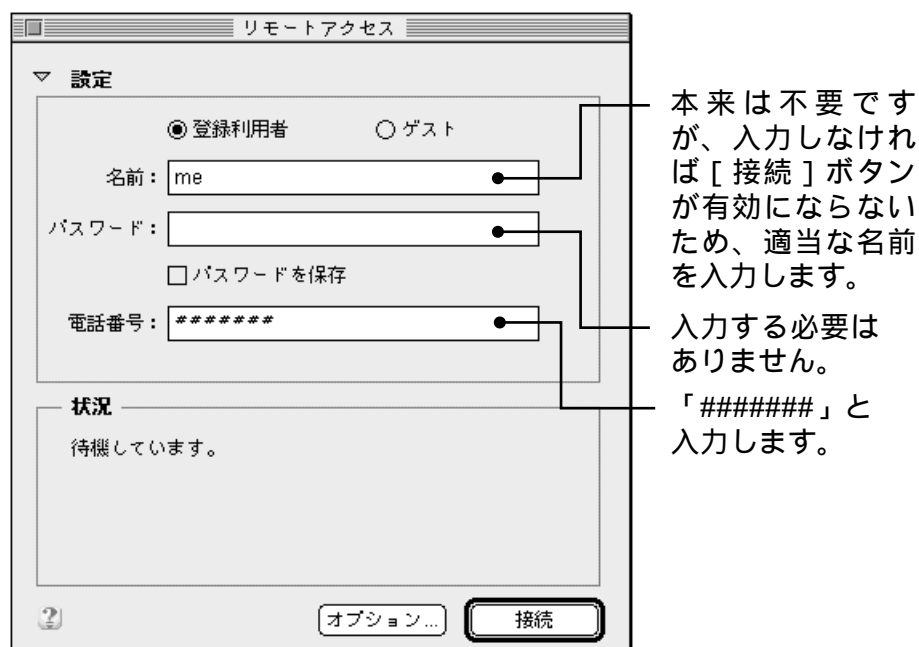 リモートアクセス
設定
登録利用者 ゲスト
名前： me
パスワード：
パスワードを保存
電話番号： #######
状況
待機しています。
オプション... 接続
本来は不要です
が、入力しなけれ
ば［接続］ボタン
が有効にならない
ため、適当な名前
を入力します。
入力する必要は
ありません。
「#######」と
入力します。